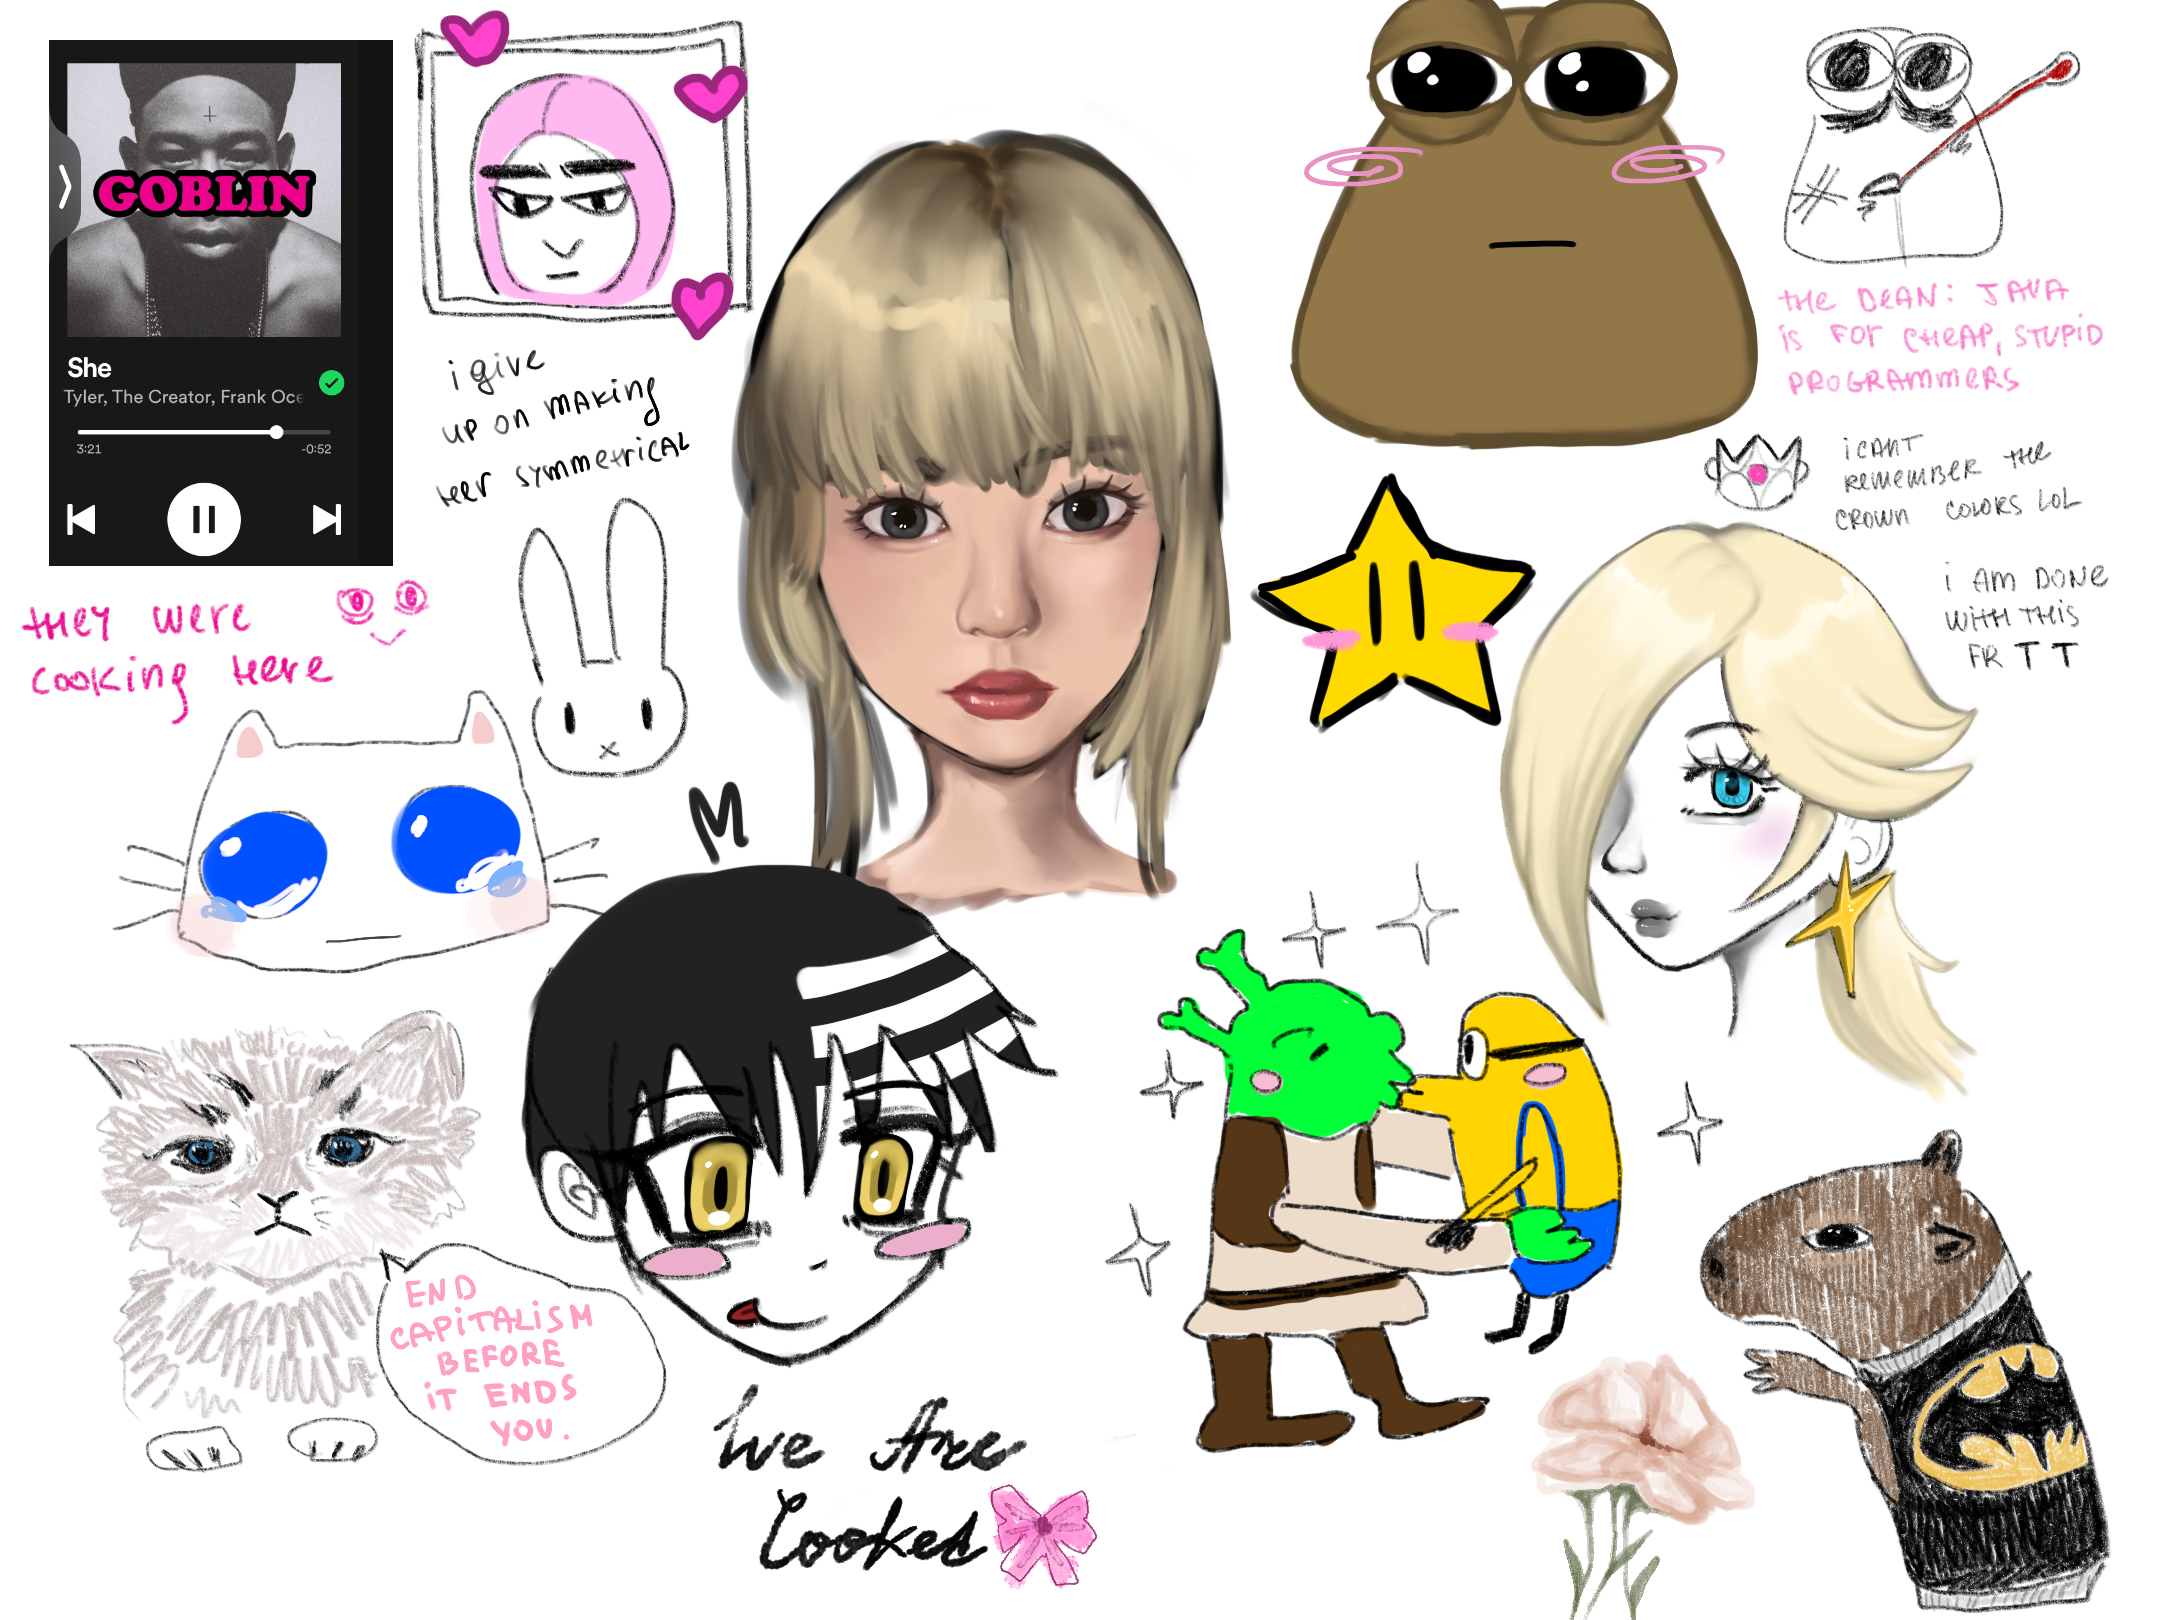 GOBLIN
She
Tyler, The Creator, Frank Oce
3:21
-0:52
i give
up on making
her symmetrical
they were
cooking here
M
the dean: java
is for cheap, stupid
programmers
i cant
remember the
crown colors lol
i am done
with this
fr T T
END
CAPITALISM
BEFORE
iT ENDS
YOU.
We Are
Cooked